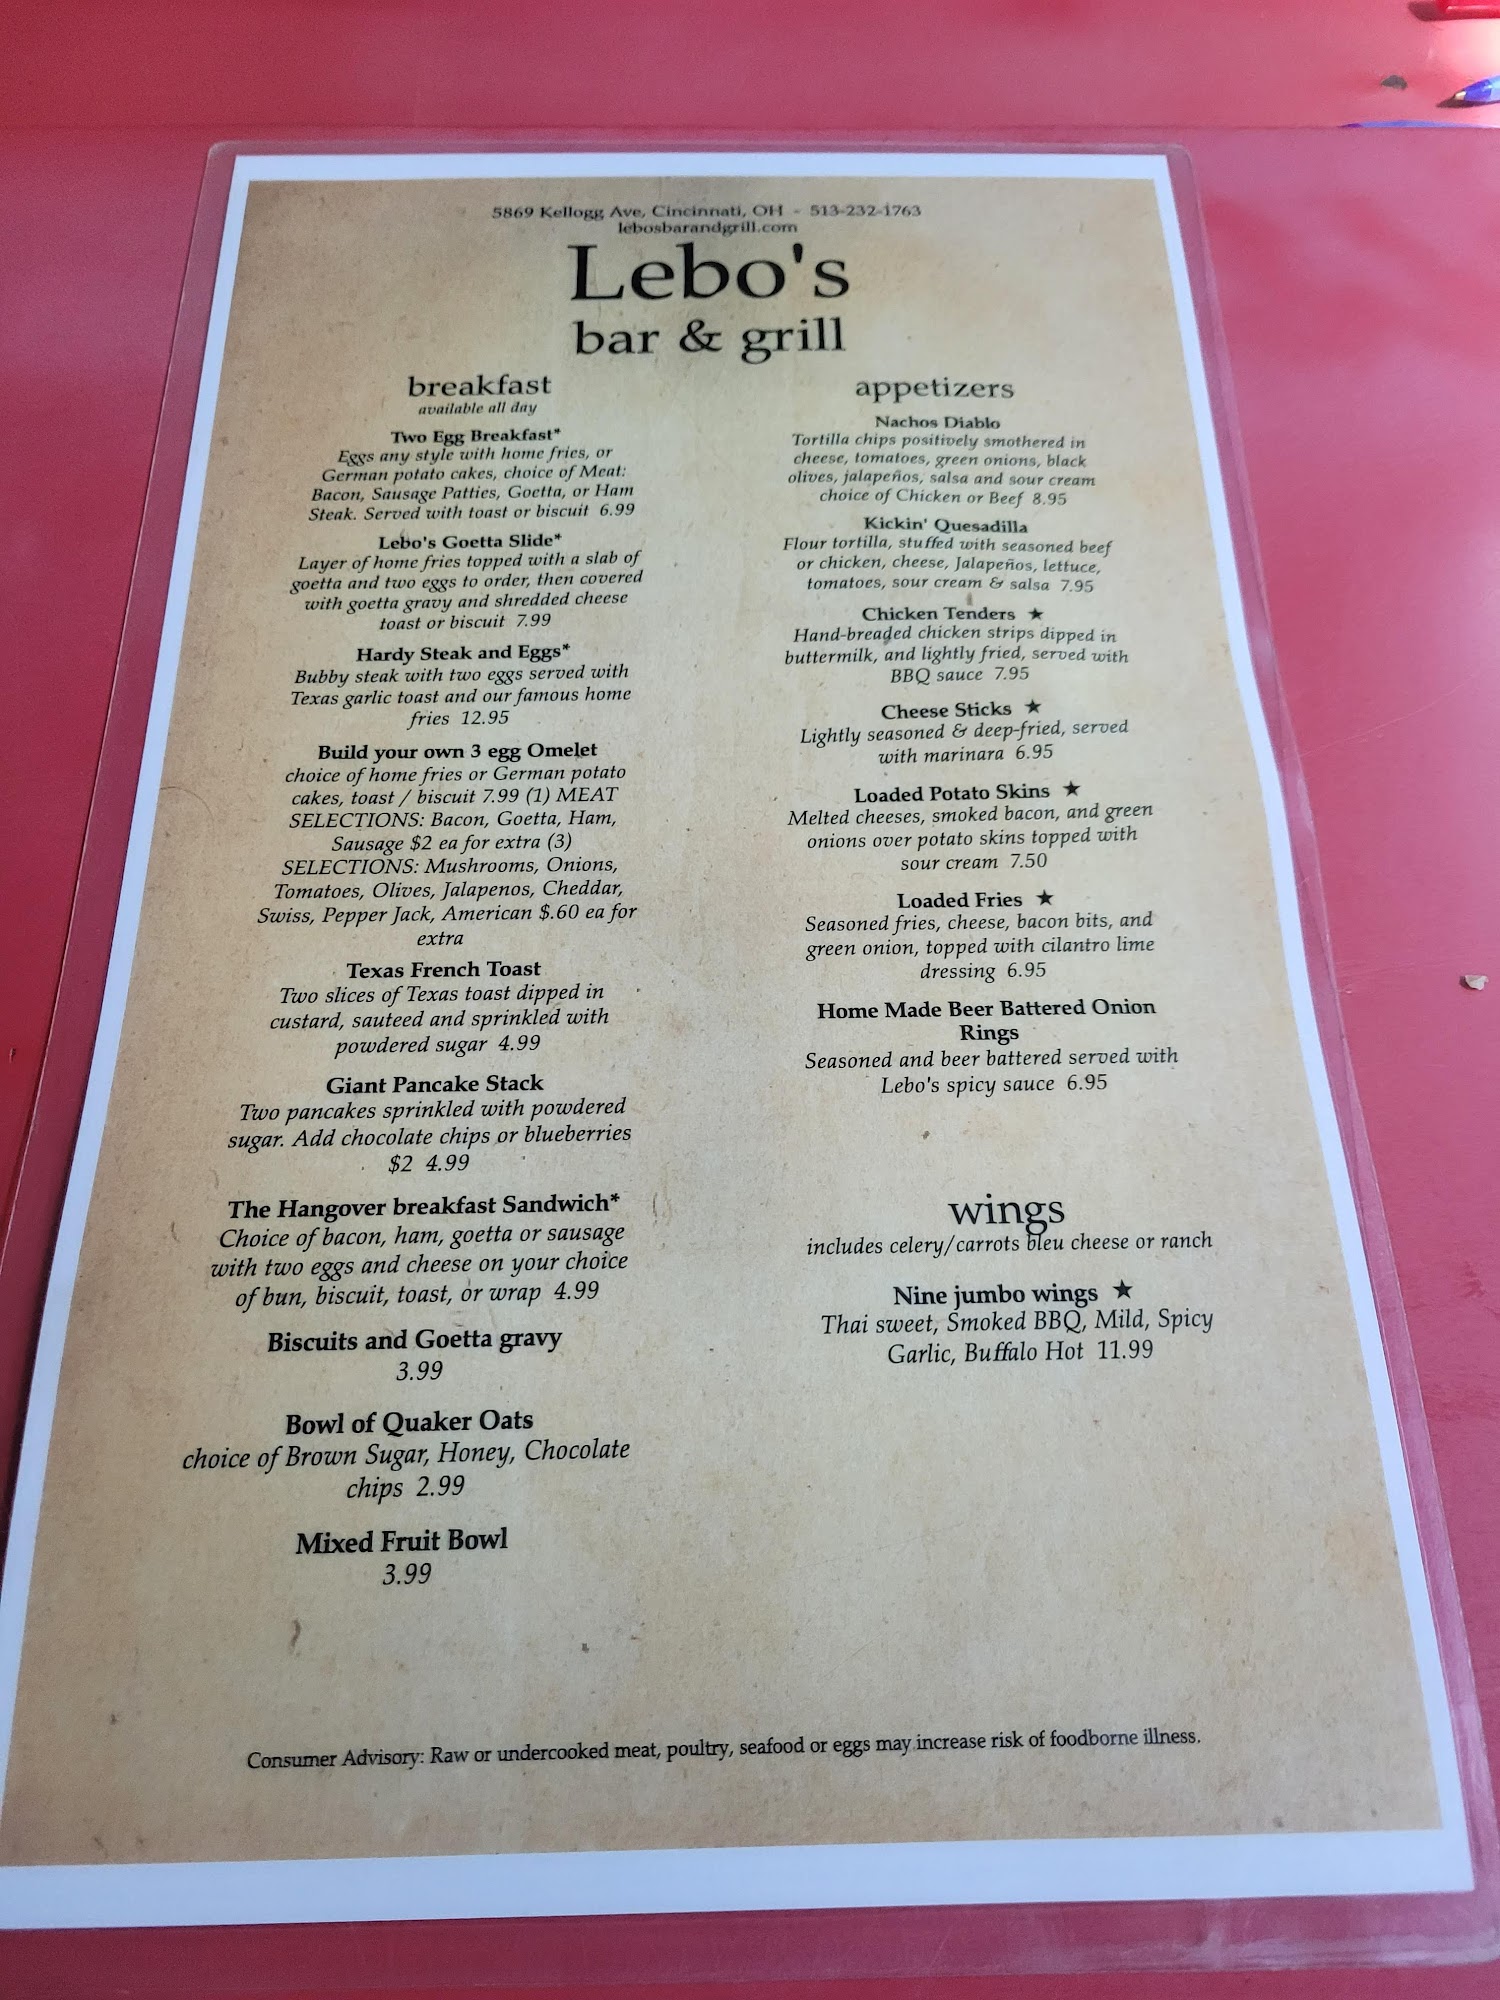 5869 Kellogg Ave, Cincinnati, OH - 513-232-1763
lebosbarandgrill.com
Lebo's
bar & grill
breakfast
available all day
Two Egg Breakfast*
Eggs any style with home fries, or
German potato cakes, choice of Meat:
Bacon, Sausage Patties, Goetta, or Ham
Steak. Served with toast or biscuit 6.99
Lebo's Goetta Slide*
Layer of home fries topped with a slab of
goetta and two eggs to order, then covered
with goetta gravy and shredded cheese
toast or biscuit 7.99
Hardy Steak and Eggs*
Bubby steak with two eggs served with
Texas garlic toast and our famous home
fries 12.95
Build your own 3 egg Omelet
choice of home fries or German potato
cakes, toast / biscuit 7.99 (1) MEAT
SELECTIONS: Bacon, Goetta, Ham,
Sausage $2 ea for extra (3)
SELECTIONS: Mushrooms, Onions,
Tomatoes, Olives, Jalapenos, Cheddar,
Swiss, Pepper Jack, American $.60 ea for
extra
Texas French Toast
Two slices of Texas toast dipped in
custard, sauteed and sprinkled with
powdered sugar 4.99
Giant Pancake Stack
Two pancakes sprinkled with powdered
sugar. Add chocolate chips or blueberries
$2 4.99
The Hangover breakfast Sandwich*
Choice of bacon, ham, goetta or sausage
with two eggs and cheese on your choice
of bun, biscuit, toast, or wrap 4.99
Biscuits and Goetta gravy
3.99
Bowl of Quaker Oats
choice of Brown Sugar, Honey, Chocolate
chips 2.99
Mixed Fruit Bowl
3.99
appetizers
Nachos Diablo
Tortilla chips positively smothered in
cheese, tomatoes, green onions, black
olives, jalapeños, salsa and sour cream
choice of Chicken or Beef 8.95
Kickin' Quesadilla
Flour tortilla, stuffed with seasoned beef
or chicken, cheese, Jalapeños, lettuce,
tomatoes, sour cream & salsa 7.95
Chicken Tenders ★
Hand-breaded chicken strips dipped in
buttermilk, and lightly fried, served with
BBQ sauce 7.95
Cheese Sticks ★
Lightly seasoned & deep-fried, served
with marinara 6.95
Loaded Potato Skins ★
Melted cheeses, smoked bacon, and green
onions over potato skins topped with
sour cream 7.50
Loaded Fries ★
Seasoned fries, cheese, bacon bits, and
green onion, topped with cilantro lime
dressing 6.95
Home Made Beer Battered Onion
Rings
Seasoned and beer battered served with
Lebo's spicy sauce 6.95
wings
includes celery/carrots bleu cheese or ranch
Nine jumbo wings ★
Thai sweet, Smoked BBQ, Mild, Spicy
Garlic, Buffalo Hot 11.99
Consumer Advisory: Raw or undercooked meat, poultry, seafood or eggs may increase risk of foodborne illness.